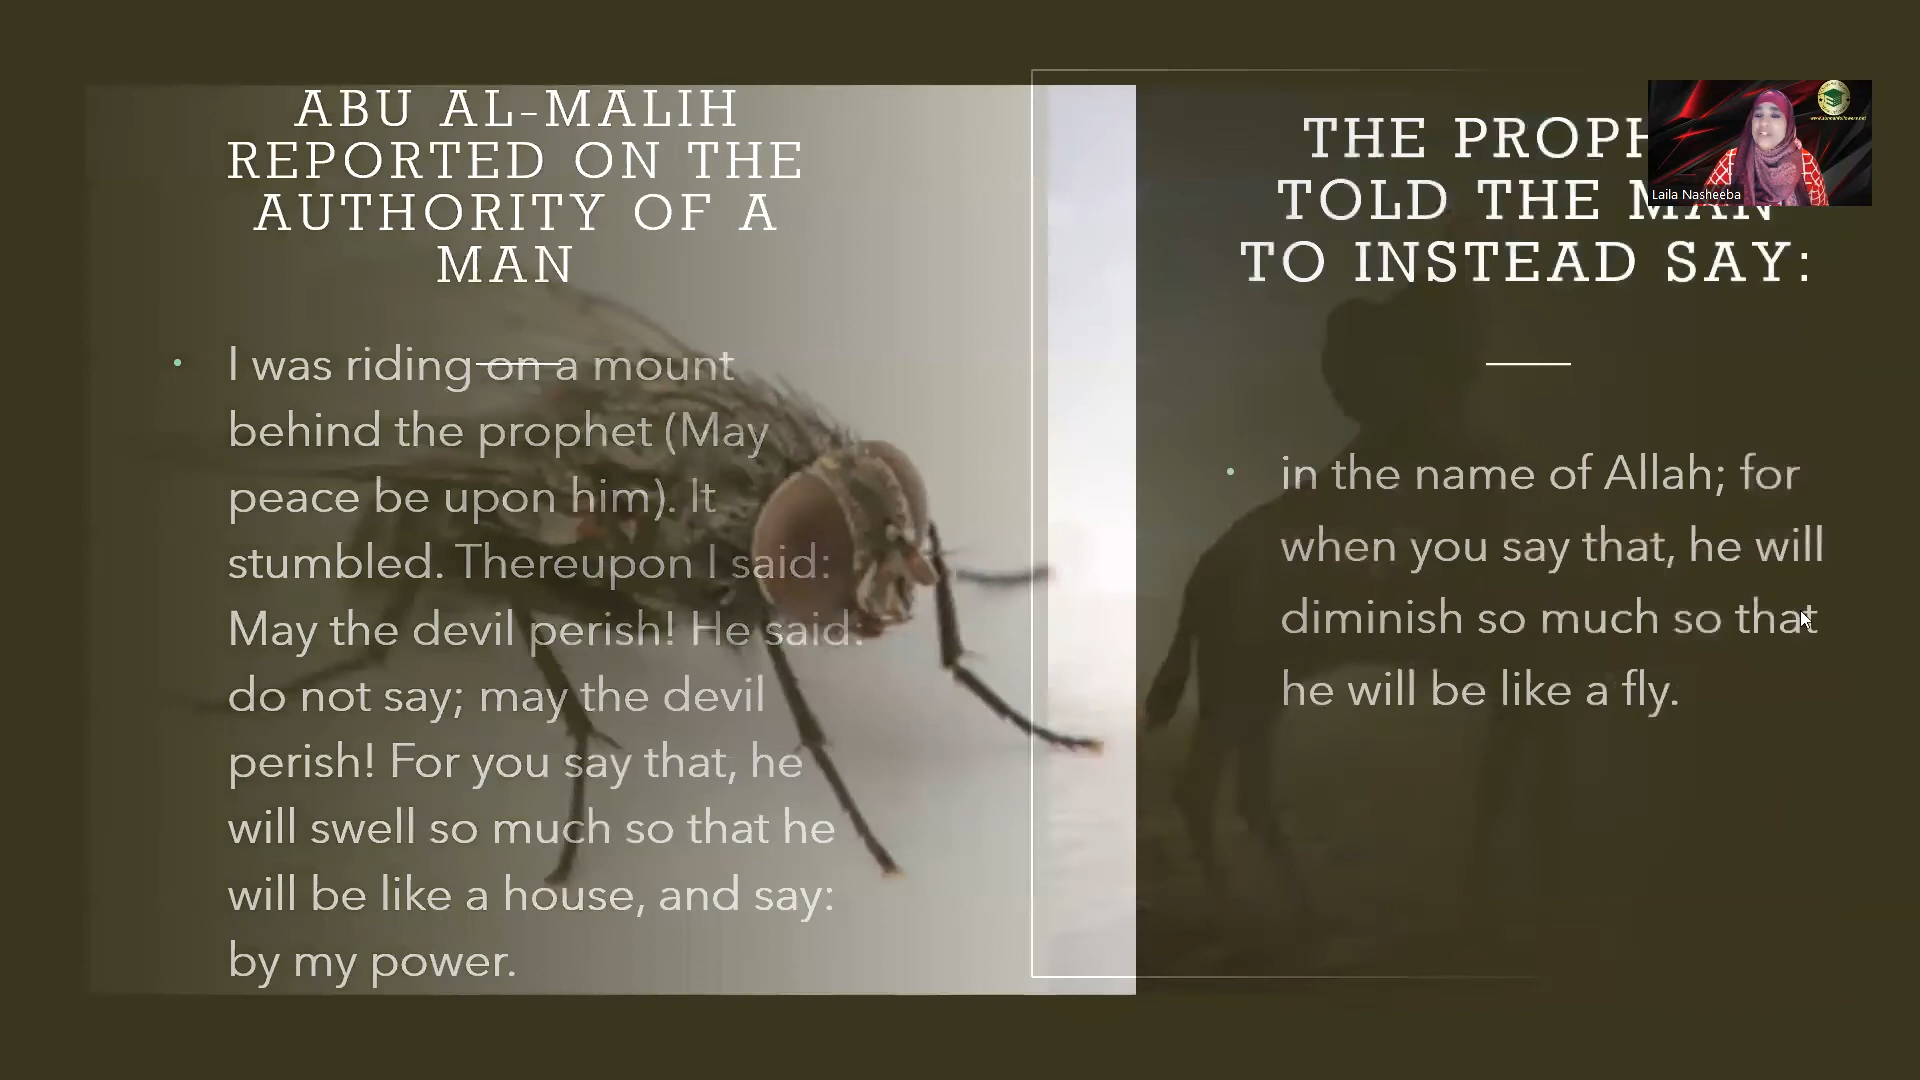 ABU AL-MALIH
REPORTED ON THE
AUTHORITY OF A
MAN
I was riding on a mount
behind the prophet (May
peace be upon him). It
stumbled. Thereupon I said:
May the devil perish! He said:
do not say; may the devil
perish! For you say that, he
will swell so much so that he
will be like a house, and say:
by my power.
THE
TOLD THE MAN
TO INSTEAD SAY:
in the name of Allah; for
when you say that, he will
diminish so much so that
he will be like a fly.
Laila Nasheeba